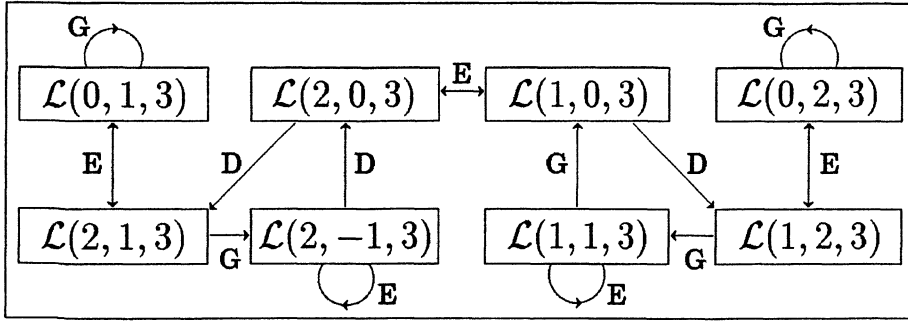 G G
ℒ(0,1,3) ℒ(2,0,3) E ℒ(1,0,3) ℒ(0,2,3)
E D D G D E
ℒ(2,1,3) G ℒ(2,−1,3) ℒ(1,1,3) G ℒ(1,2,3)
E E